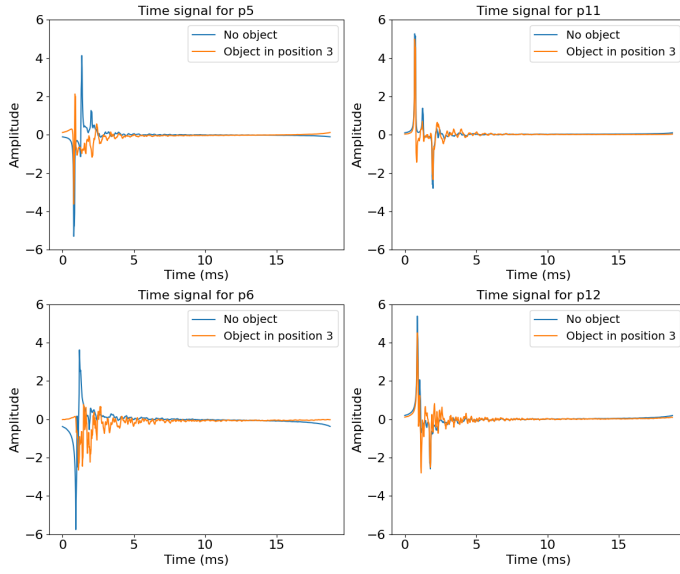 Time signal for p5
6
4
2
0
−2
−4
−6
Amplitude
No object
Object in position 3
0
5
10
15
Time (ms)
Time signal for p11
6
4
2
0
−2
−4
−6
Amplitude
No object
Object in position 3
0
5
10
15
Time (ms)
Time signal for p6
6
4
2
0
−2
−4
−6
Amplitude
No object
Object in position 3
0
5
10
15
Time (ms)
Time signal for p12
6
4
2
0
−2
−4
−6
Amplitude
No object
Object in position 3
0
5
10
15
Time (ms)